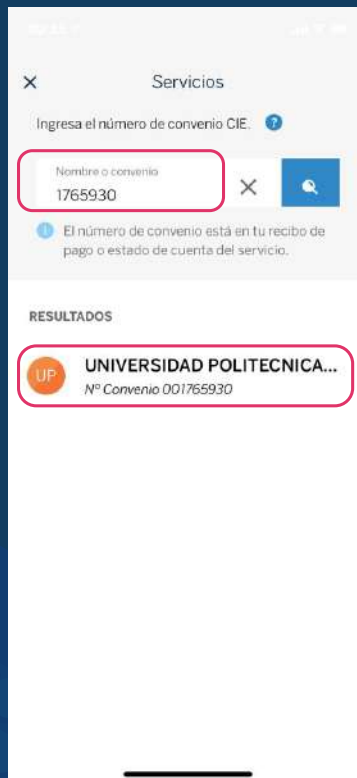 Servicios
Ingresa el número de convenio CIE.
Nombre o convenio
1765930
El número de convenio está en tu recibo de
pago o estado de cuenta del servicio.
RESULTADOS
UP
UNIVERSIDAD POLITECNICA...
Nº Convenio 001765930